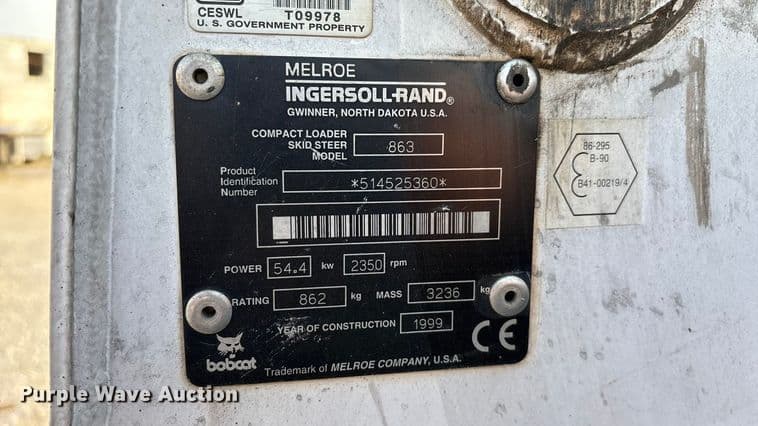 CESWL T09978
U. S. GOVERNMENT PROPERTY
MELROE
INGERSOLL-RAND®
GWINNER, NORTH DAKOTA U.S.A.
COMPACT LOADER
SKID STEER
MODEL 863
Product
Identification
Number *514525360*
POWER 54.4 kw 2350 rpm
RATING 862 kg MASS 3236 kg
YEAR OF CONSTRUCTION 1999
CE
bobcat
Trademark of MELROE COMPANY, U.S.A.
86-295
B-90
B41-00219/4
Purple Wave Auction